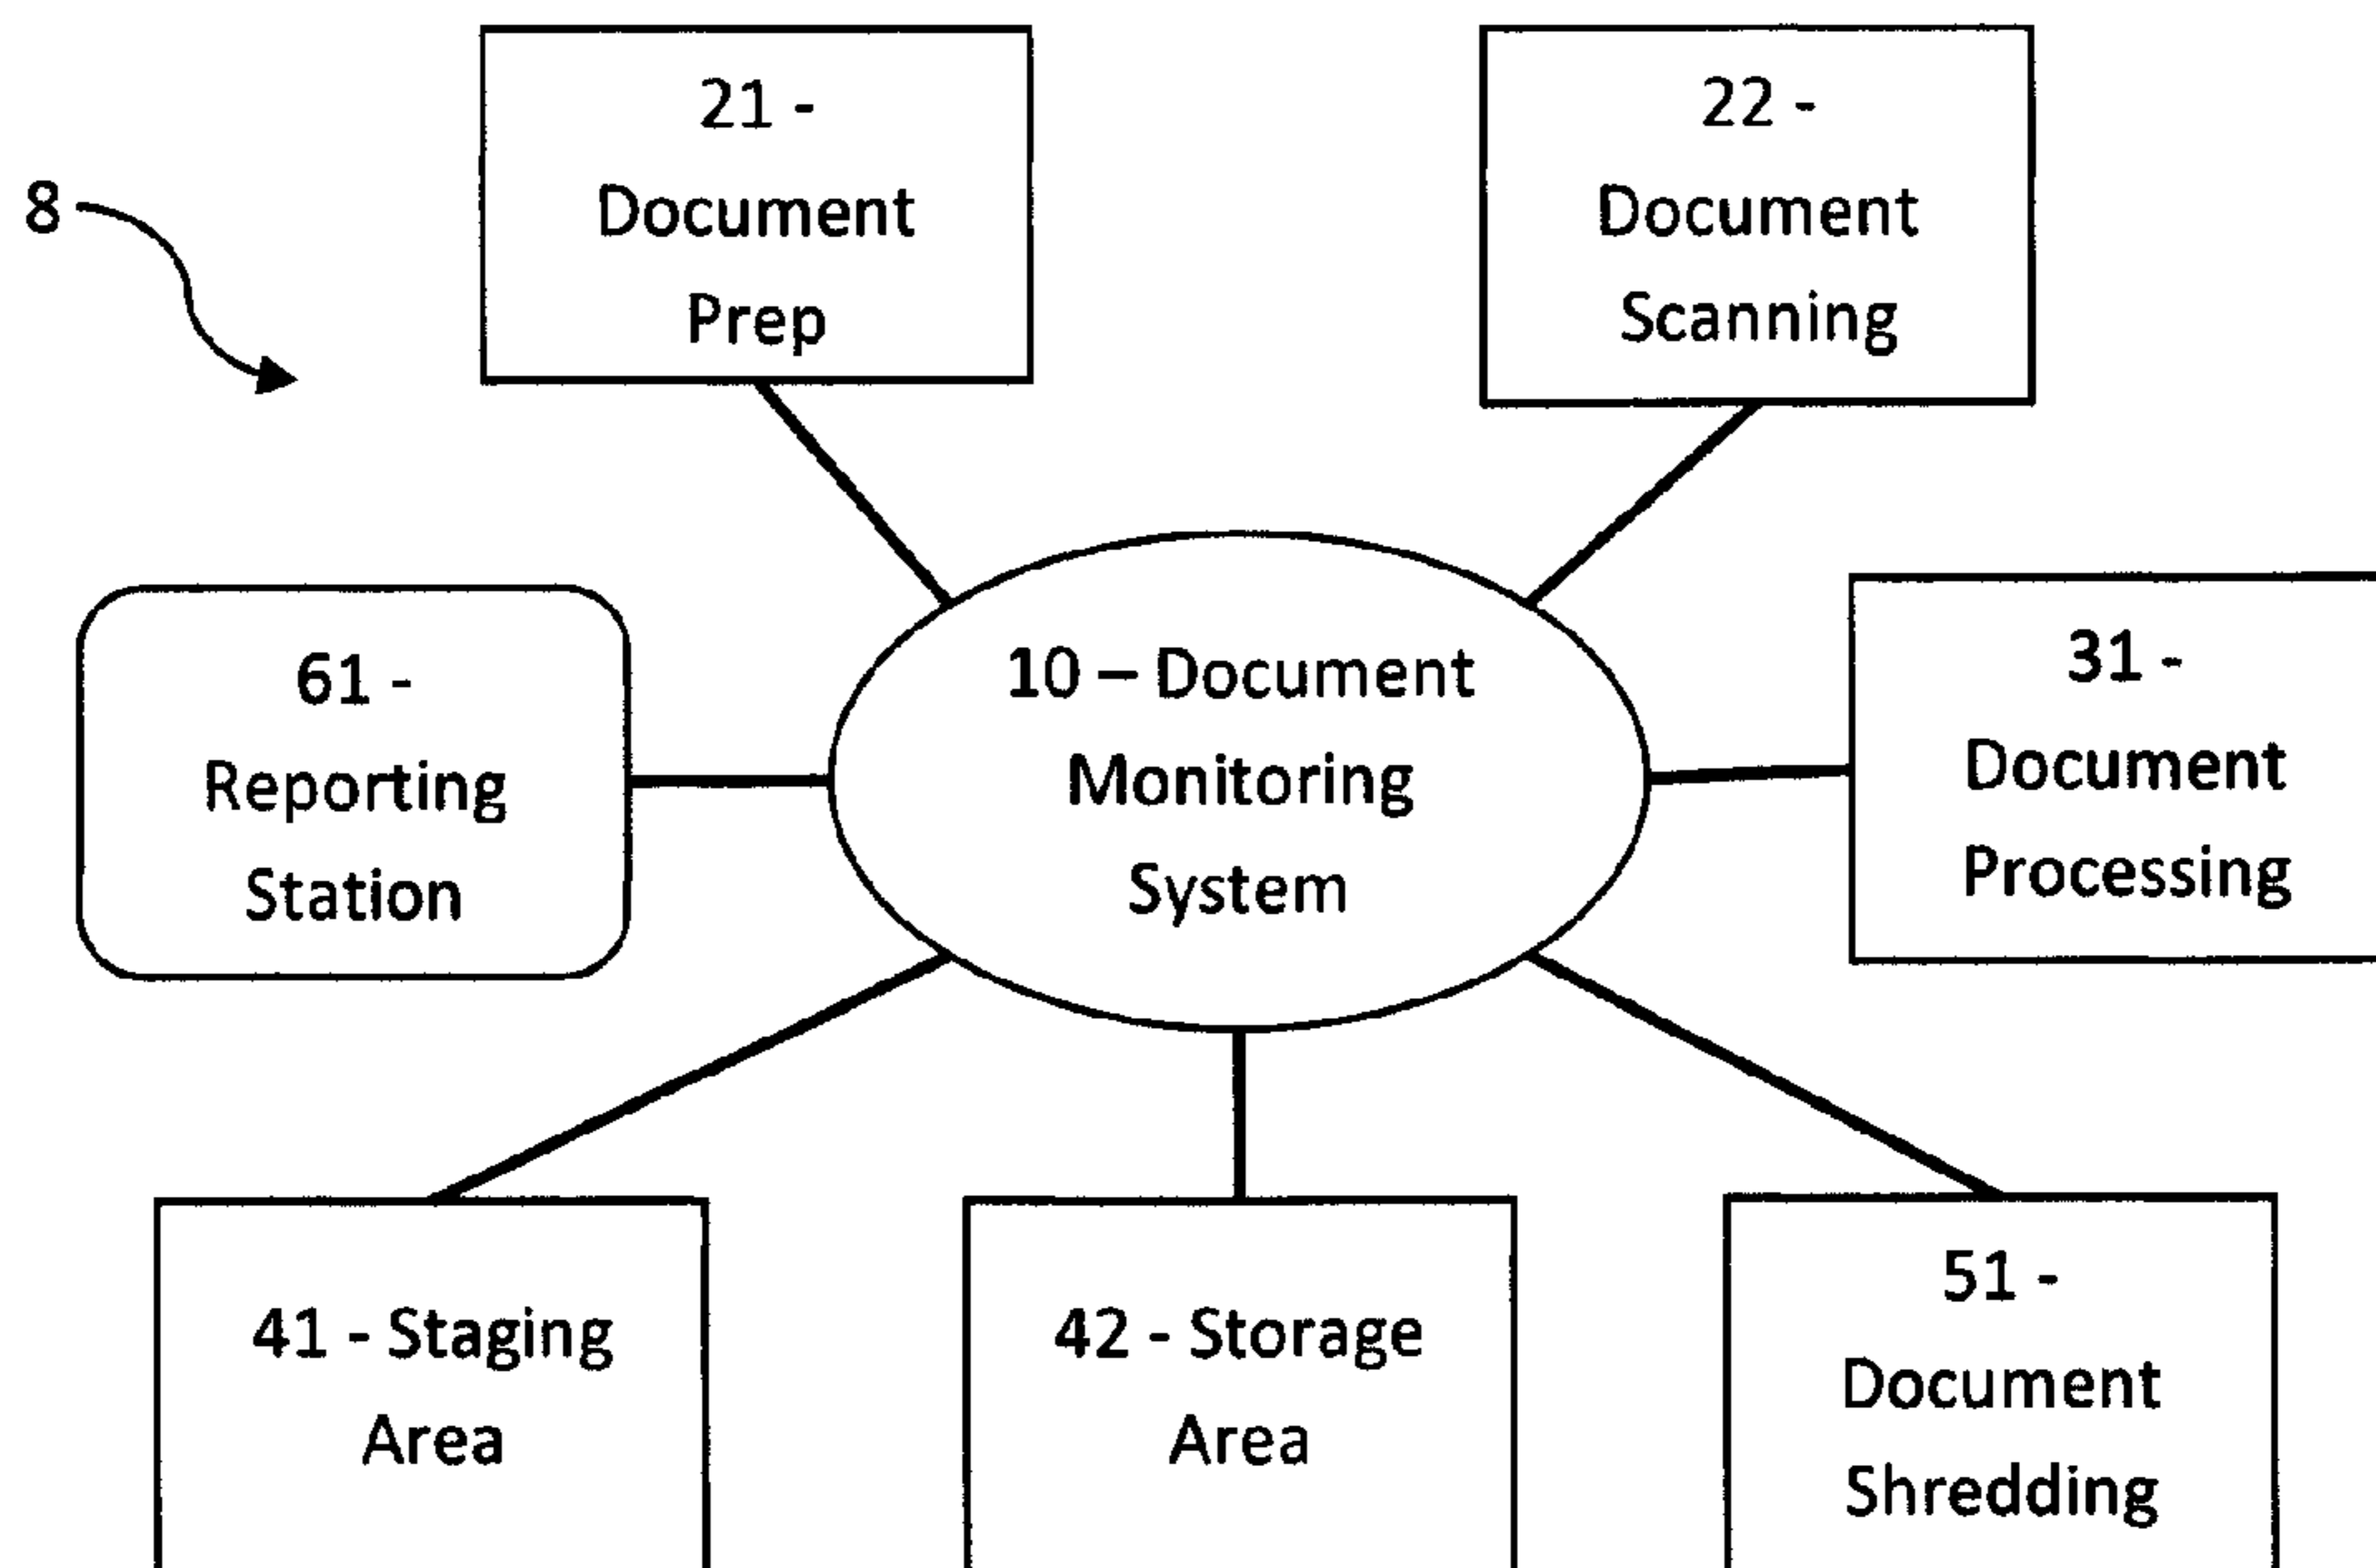 21 -
Document
Prep
22 -
Document
Scanning
8
61 -
Reporting
Station
10 – Document
Monitoring
System
31 -
Document
Processing
41 - Staging
Area
42 - Storage
Area
51 -
Document
Shredding